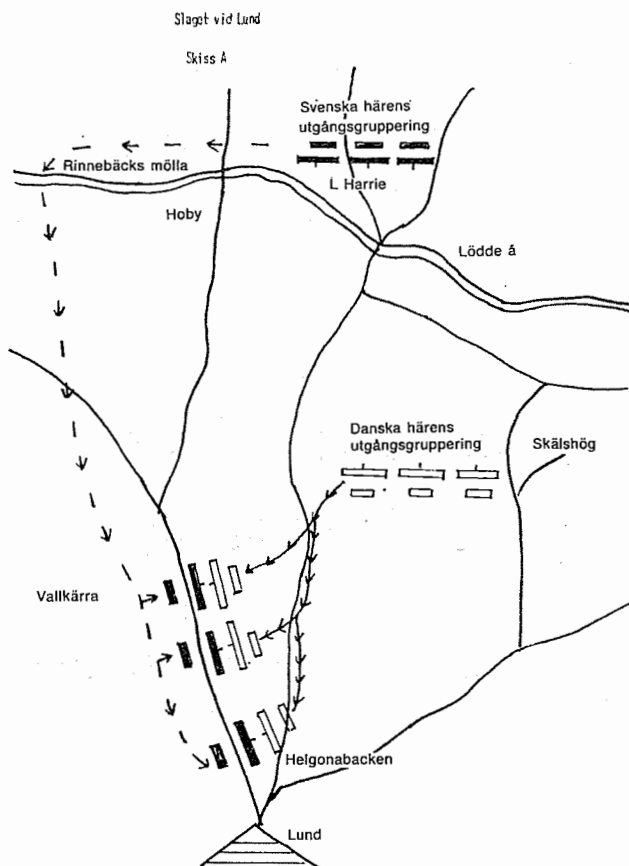 Slaget vid Lund
Skiss A
Svenska härens
utgångsgruppering
Rinnebäcks mölla
L Harrie
Hoby
Lödde å
Danska härens
utgångsgruppering
Skälshög
Vallkärra
Helgonabacken
Lund